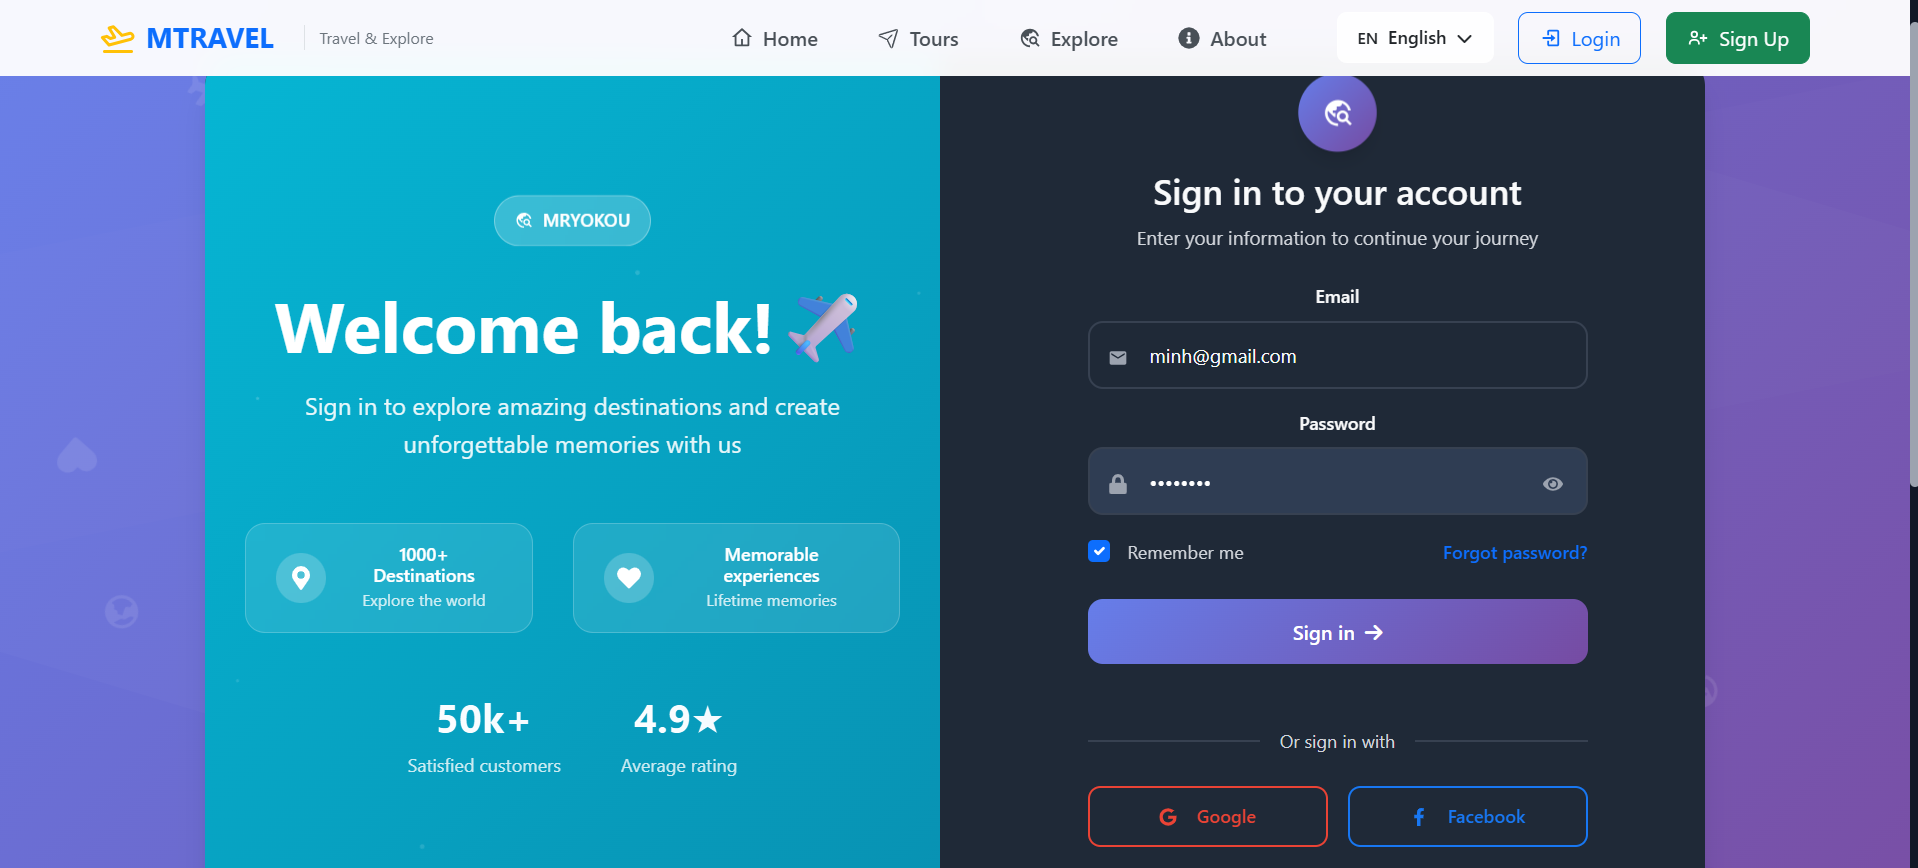 MTRAVEL
Travel & Explore
Home
Tours
Explore
About
EN English
Login
Sign Up
MRYOKOU
Welcome back!
Sign in to explore amazing destinations and create
unforgettable memories with us
1000+
Destinations
Explore the world
Memorable
experiences
Lifetime memories
50k+
Satisfied customers
4.9★
Average rating
Sign in to your account
Enter your information to continue your journey
Email
minh@gmail.com
Password
••••••••
Remember me
Forgot password?
Sign in →
Or sign in with
Google
Facebook